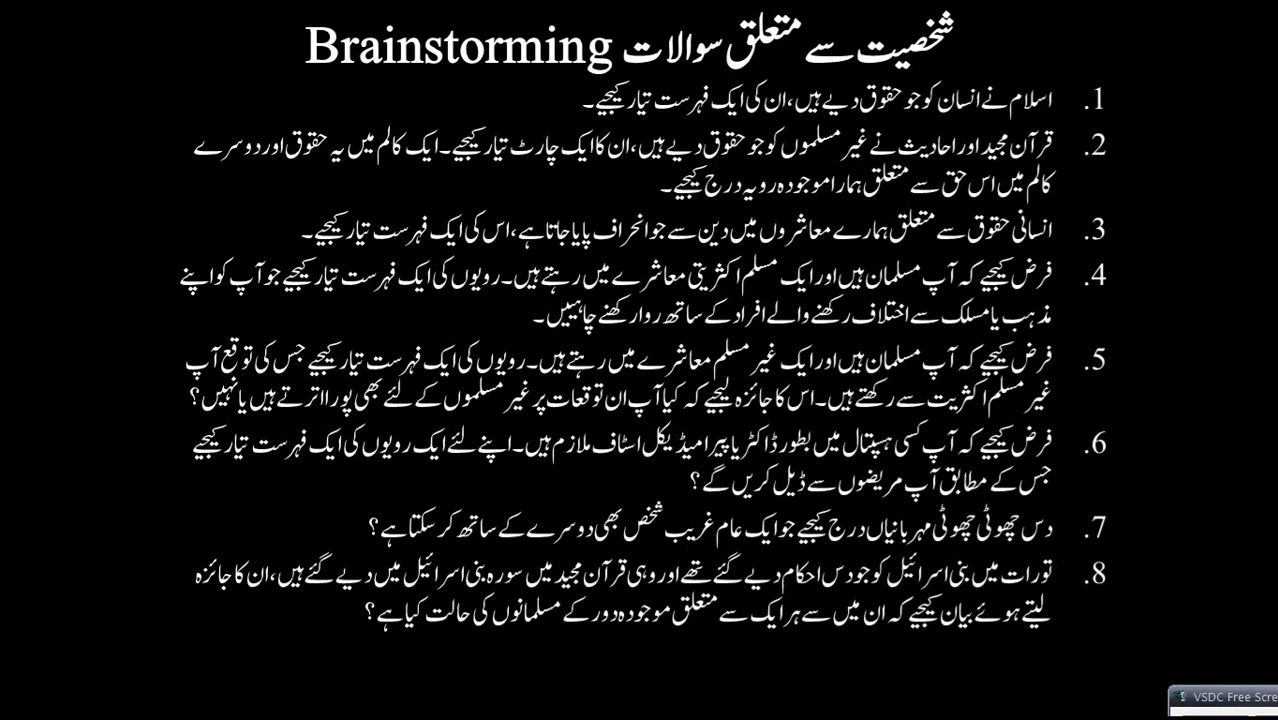 شخصیت سے متعلق سوالات Brainstorming
1. اسلام نے انسان کو جو حقوق دیے ہیں، ان کی ایک فہرست تیار کیجیے۔
2. قرآن مجید اور احادیث نے غیر مسلموں کو جو حقوق دیے ہیں، ان کا ایک چارٹ تیار کیجیے۔ ایک کالم میں یہ حقوق اور دوسرے
کالم میں اس حق سے متعلق ہمارا موجودہ رویہ درج کیجیے۔
3. انسانی حقوق سے متعلق ہمارے معاشروں میں دین سے جو انحراف پایا جاتا ہے، اس کی ایک فہرست تیار کیجیے۔
4. فرض کیجیے کہ آپ مسلمان ہیں اور ایک مسلم اکثریتی معاشرے میں رہتے ہیں۔ رویوں کی ایک فہرست تیار کیجیے جو آپ کو اپنے
مذہب یا مسلک سے اختلاف رکھنے والے افراد کے ساتھ روا رکھنے چاہییں۔
5. فرض کیجیے کہ آپ مسلمان ہیں اور ایک غیر مسلم معاشرے میں رہتے ہیں۔ رویوں کی ایک فہرست تیار کیجیے جس کی توقع آپ
غیر مسلم اکثریت سے رکھتے ہیں۔ اس کا جائزہ لیجیے کہ کیا آپ ان توقعات پر غیر مسلموں کے لئے بھی پورا اترتے ہیں یا نہیں؟
6. فرض کیجیے کہ آپ کسی ہسپتال میں بطور ڈاکٹر یا پیرا میڈیکل اسٹاف ملازم ہیں۔ اپنے لئے ایک رویوں کی ایک فہرست تیار کیجیے
جس کے مطابق آپ مریضوں سے ڈیل کریں گے؟
7. دس چھوٹی چھوٹی مہربانیاں درج کیجیے جو ایک عام غریب شخص بھی دوسرے کے ساتھ کر سکتا ہے؟
8. تورات میں بنی اسرائیل کو جو دس احکام دیے گئے تھے اور وہی قرآن مجید میں سورہ بنی اسرائیل میں دیے گئے ہیں، ان کا جائزہ
لیتے ہوئے بیان کیجیے کہ ان میں سے ہر ایک سے متعلق موجودہ دور کے مسلمانوں کی حالت کیا ہے؟
VSDC Free Scre